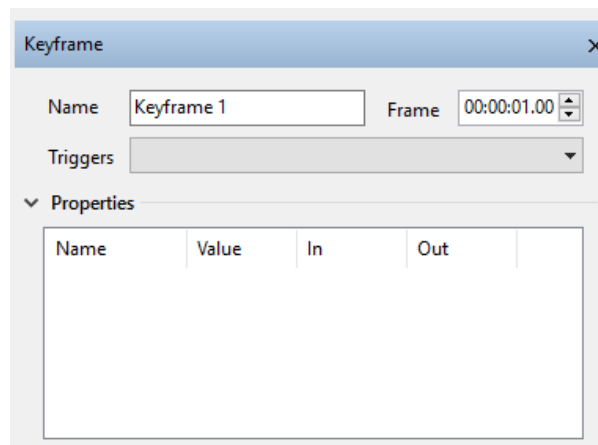 Keyframe
Name Keyframe 1 Frame 00:00:01.00
Triggers
Properties
Name Value In Out